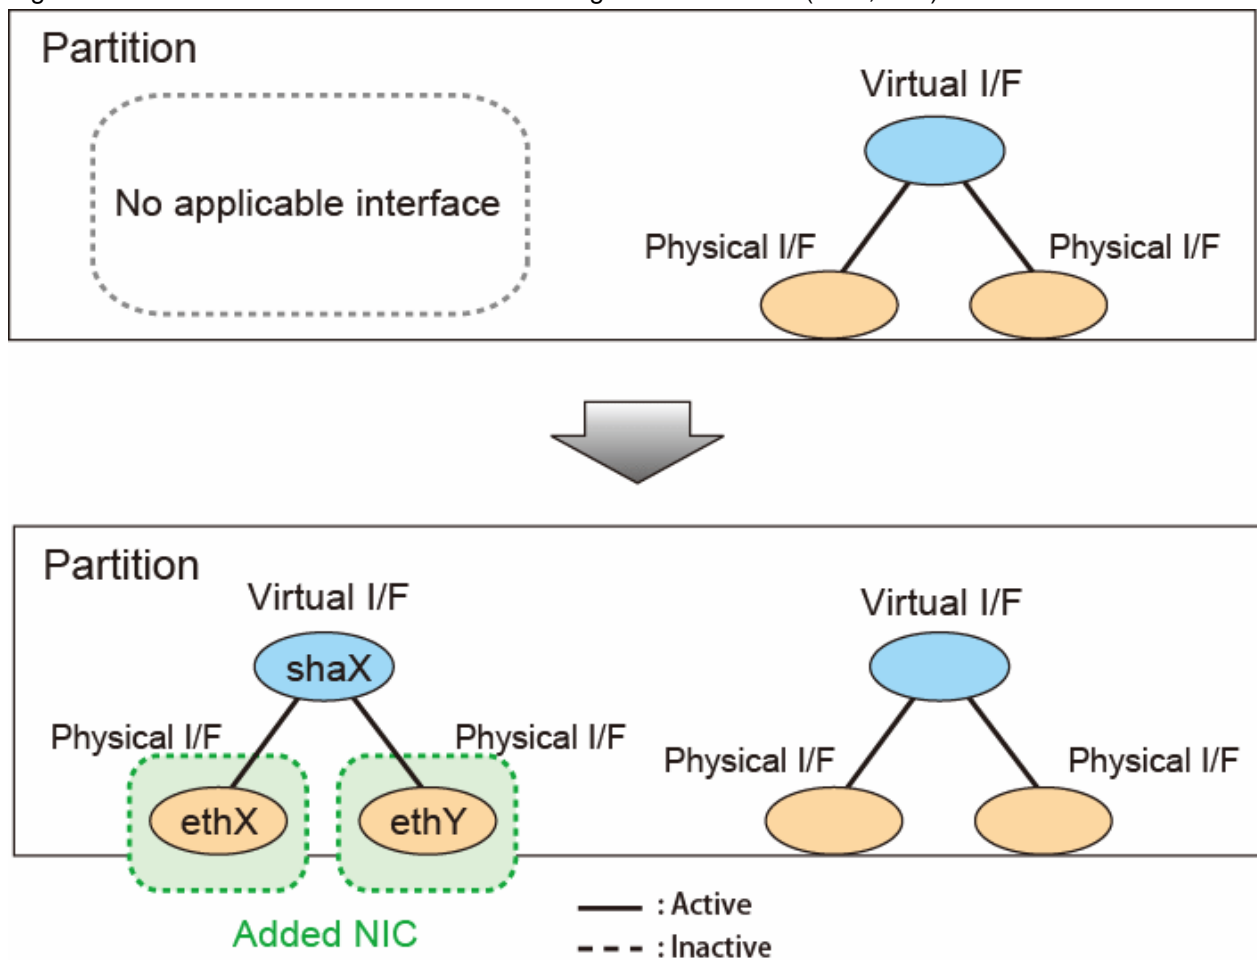 Partition
Virtual I/F
No applicable interface
Physical I/F
Physical I/F
Partition
Virtual I/F
Virtual I/F
shaX
Physical I/F
Physical I/F
Physical I/F
Physical I/F
ethX
ethY
: Active
Added NIC
: Inactive